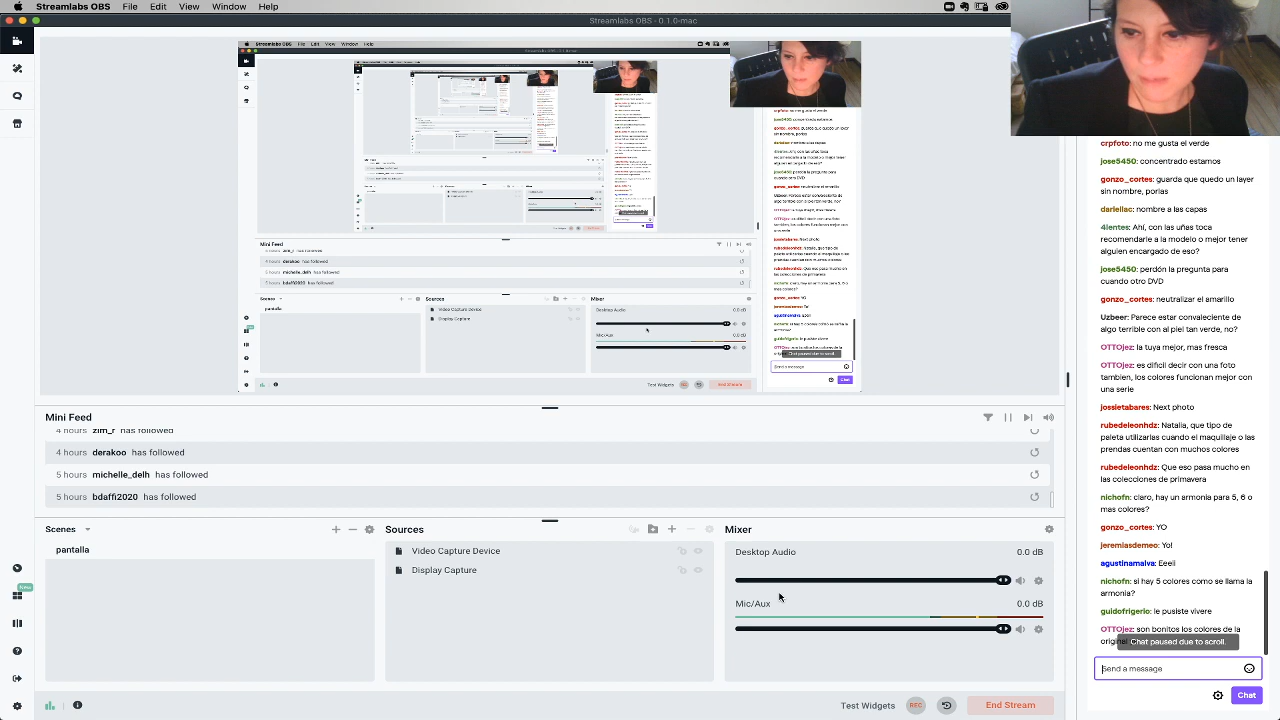 Streamlabs OBS File Edit View Window Help
Streamlabs OBS - 0.1.0-mac
Mini Feed
4 hours zim_r has followed
4 hours derakoo has followed
5 hours michelle_delh has followed
5 hours bdaffi2020 has followed
Scenes
pantalla
Sources
Video Capture Device
Display Capture
Mixer
Desktop Audio 0.0 dB
Mic/Aux 0.0 dB
Test Widgets REC End Stream
crpfoto: no me gusta el verde
jose5450: concentrado estamos
gonzo_cortes: guarda que quedo un layer
sin nombre, porlas
dariellac: nombre a las capas
4lentes: Ahí, con las uñas toca
recomendarle a la modelo o mejor tener
alguien encargado de eso?
jose5450: perdón la pregunta para
cuando otro DVD
gonzo_cortes: neutralizar el amarillo
Uzbeer: Parece estar convaleciente de
algo terrible con al piel tan verde, no?
OTTOjez: la tuya mejor, mas fresca
OTTOjez: es dificil decir con una foto
tambien, los colores funcionan mejor con
una serie
jossietabares: Next photo
rubedeleonhdz: Natalia, que tipo de
paleta utilizarlas cuando el maquillaje o las
prendas cuentan con muchos colores
rubedeleonhdz: Que eso pasa mucho en
las colecciones de primavera
nichofn: claro, hay un armonia para 5, 6 o
mas colores?
gonzo_cortes: YO
jeremiasdemeo: Yo!
agustinamalva: Eeeli
nichofn: si hay 5 colores como se llama la
armonia?
guidofrigerio: le pusiste vivere
OTTOjez: son bonitos los colores de la
Chat paused due to scroll.
Send a message
Chat